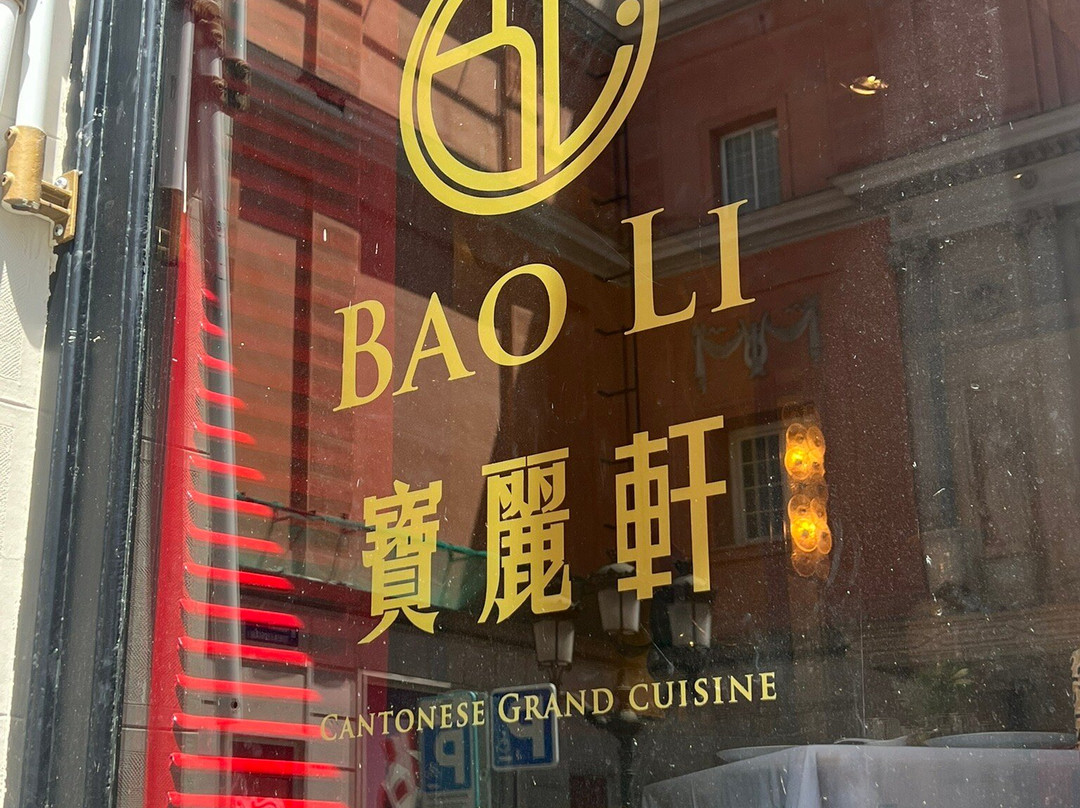 BAO LI
寶麗軒
CANTONESE GRAND CUISINE
P P